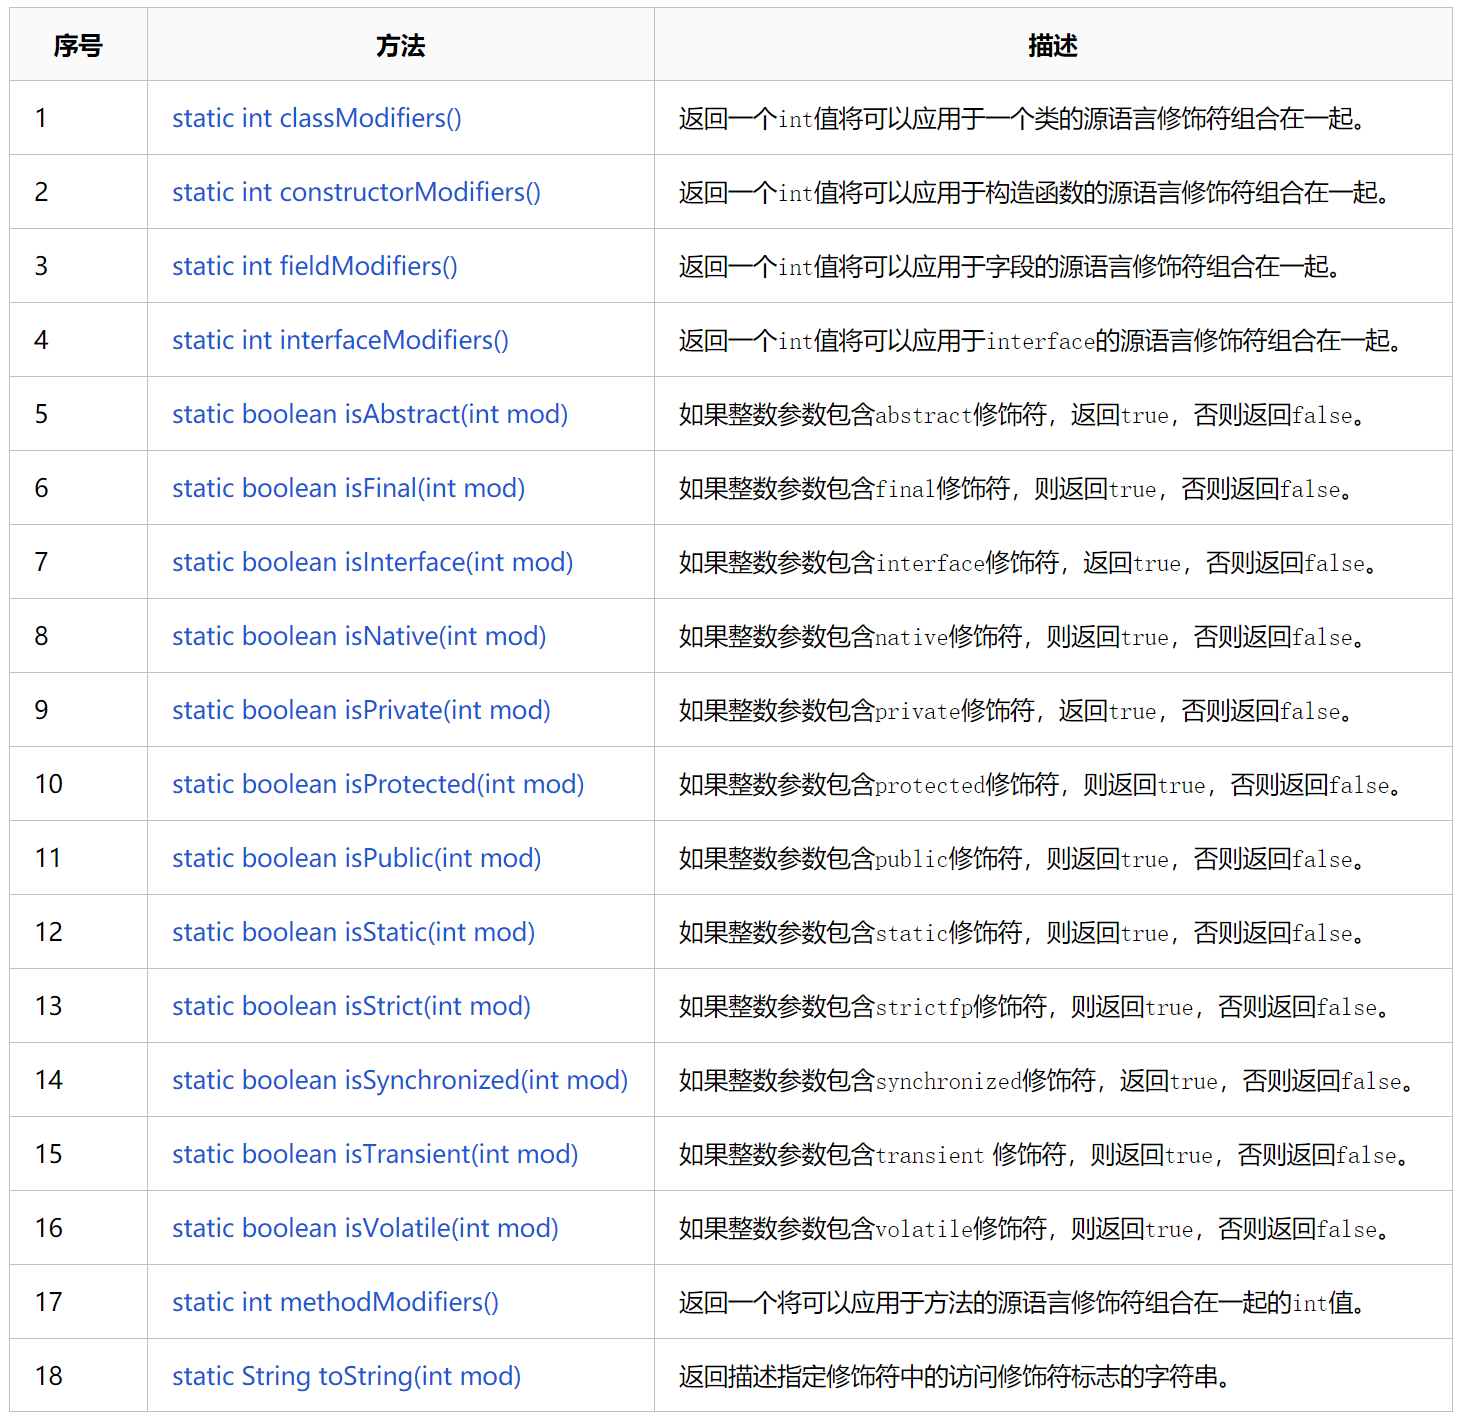 序号 方法 描述
1 static int classModifiers() 返回一个int值将可以应用于一个类的源语言修饰符组合在一起。
2 static int constructorModifiers() 返回一个int值将可以应用于构造函数的源语言修饰符组合在一起。
3 static int fieldModifiers() 返回一个int值将可以应用于字段的源语言修饰符组合在一起。
4 static int interfaceModifiers() 返回一个int值将可以应用于interface的源语言修饰符组合在一起。
5 static boolean isAbstract(int mod) 如果整数参数包含abstract修饰符，返回true，否则返回false。
6 static boolean isFinal(int mod) 如果整数参数包含final修饰符，则返回true，否则返回false。
7 static boolean isInterface(int mod) 如果整数参数包含interface修饰符，返回true，否则返回false。
8 static boolean isNative(int mod) 如果整数参数包含native修饰符，则返回true，否则返回false。
9 static boolean isPrivate(int mod) 如果整数参数包含private修饰符，返回true，否则返回false。
10 static boolean isProtected(int mod) 如果整数参数包含protected修饰符，则返回true，否则返回false。
11 static boolean isPublic(int mod) 如果整数参数包含public修饰符，则返回true，否则返回false。
12 static boolean isStatic(int mod) 如果整数参数包含static修饰符，则返回true，否则返回false。
13 static boolean isStrict(int mod) 如果整数参数包含strictfp修饰符，则返回true，否则返回false。
14 static boolean isSynchronized(int mod) 如果整数参数包含synchronized修饰符，返回true，否则返回false。
15 static boolean isTransient(int mod) 如果整数参数包含transient 修饰符，则返回true，否则返回false。
16 static boolean isVolatile(int mod) 如果整数参数包含volatile修饰符，则返回true，否则返回false。
17 static int methodModifiers() 返回一个将可以应用于方法的源语言修饰符组合在一起的int值。
18 static String toString(int mod) 返回描述指定修饰符中的访问修饰符标志的字符串。